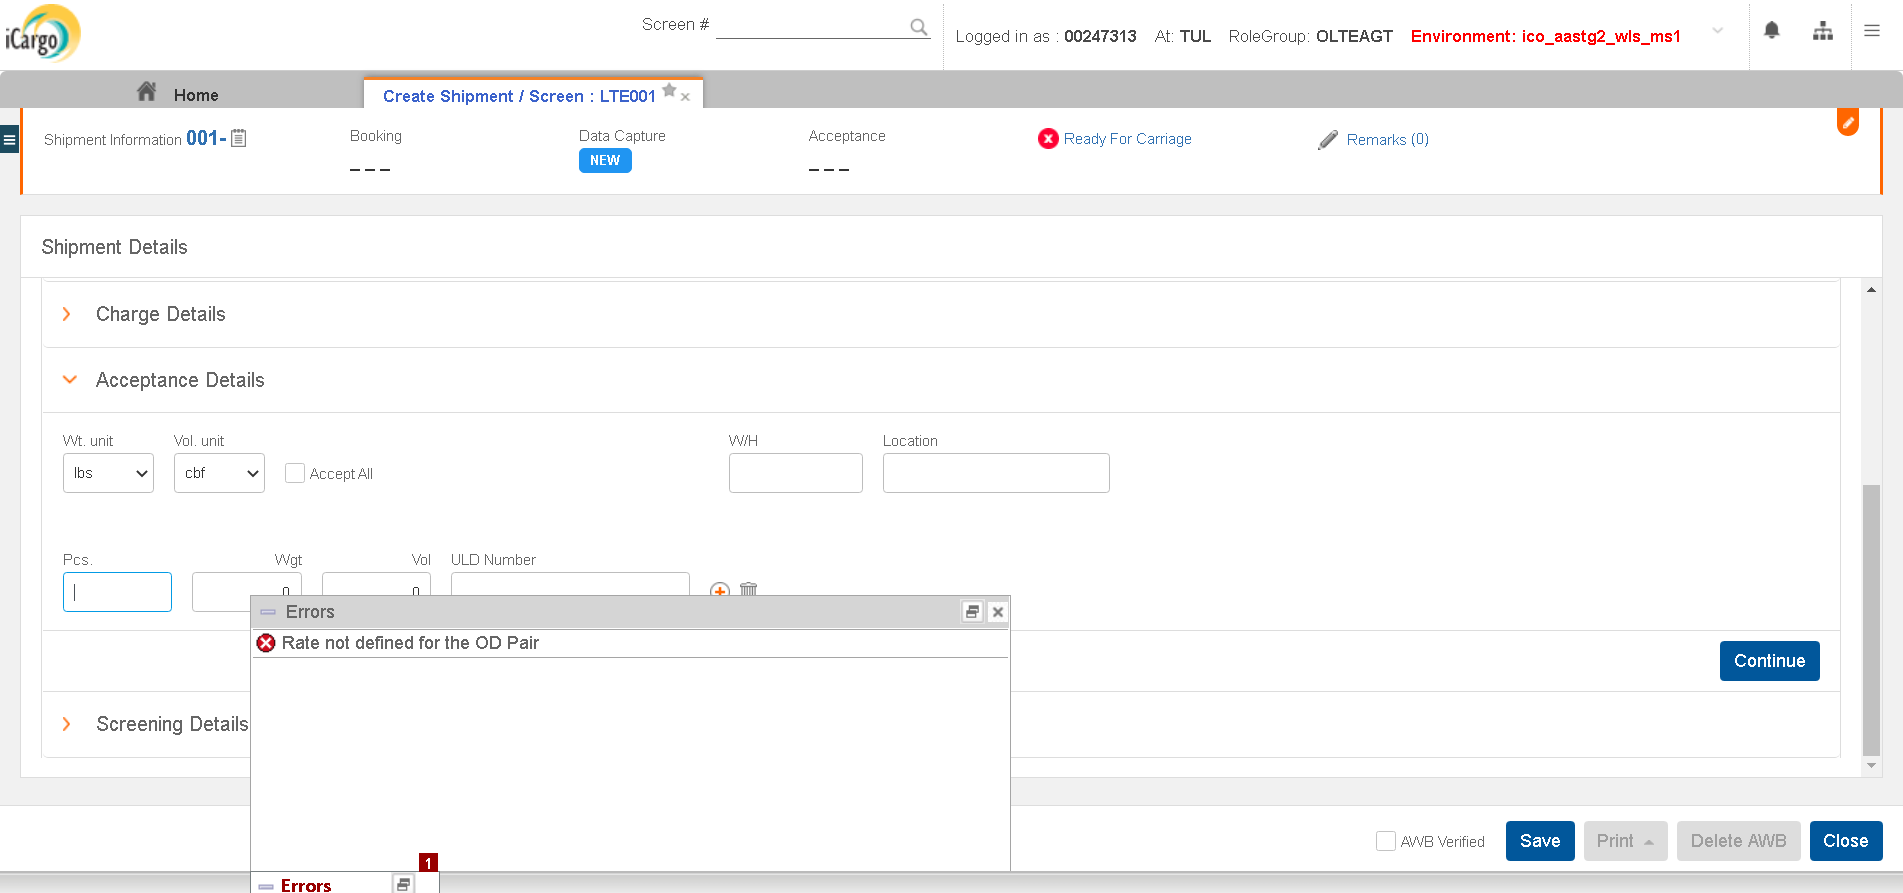 iCargo
Screen #
Logged in as : 00247313 At: TUL RoleGroup: OLTEAGT Environment: ico_aastg2_wls_ms1
Home
Create Shipment / Screen : LTE001
Shipment Information 001-
Booking
Data Capture
Acceptance
Ready For Carriage
Remarks (0)
NEW
Shipment Details
Charge Details
Acceptance Details
Wt. unit
Vol. unit
W/H
Location
lbs
cbf
Accept All
Pcs.
Wgt
Vol
ULD Number
0
0
Errors
Rate not defined for the OD Pair
Continue
Screening Details
AWB Verified
Save
Print
Delete AWB
Close
1
Errors